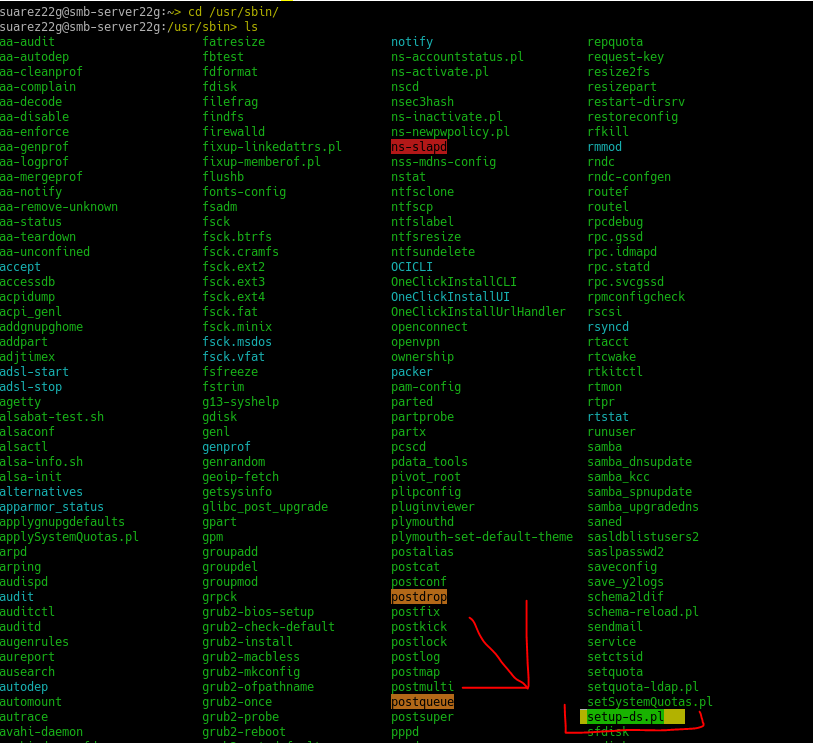 suarez22g@smb-server22g:~> cd /usr/sbin/
suarez22g@smb-server22g:/usr/sbin> ls
aa-audit fatresize notify repquota
aa-autodep fbtest ns-accountstatus.pl request-key
aa-cleanprof fdformat ns-activate.pl resize2fs
aa-complain fdisk nscd resizepart
aa-decode filefrag nsec3hash restart-dirsrv
aa-disable findfs ns-inactivate.pl restoreconfig
aa-enforce firewalld ns-newpwpolicy.pl rfkill
aa-genprof fixup-linkedattrs.pl ns-slapd rmmod
aa-logprof fixup-memberof.pl nss-mdns-config rndc
aa-mergeprof flushb nstat rndc-confgen
aa-notify fonts-config ntfsclone routef
aa-remove-unknown fsadm ntfscp routel
aa-status fsck ntfslabel rpcdebug
aa-teardown fsck.btrfs ntfsresize rpc.gssd
aa-unconfined fsck.cramfs ntfsundelete rpc.idmapd
accept fsck.ext2 OCICLI rpc.statd
accessdb fsck.ext3 OneClickInstallCLI rpc.svcgssd
acpidump fsck.ext4 OneClickInstallUI rpmconfigcheck
acpi_genl fsck.fat OneClickInstallUrlHandler rscsi
addgnupghome fsck.minix openconnect rsyncd
addpart fsck.msdos openvpn rtacct
adjtimex fsck.vfat ownership rtcwake
adsl-start fsfreeze packer rtkitctl
adsl-stop fstrim pam-config rtmon
agetty g13-syshelp parted rtpr
alsabat-test.sh gdisk partprobe rtstat
alsaconf genl partx runuser
alsactl genprof pcscd samba
alsa-info.sh genrandom pdata_tools samba_dnsupdate
alsa-init geoip-fetch pivot_root samba_kcc
alternatives getsysinfo plipconfig samba_spnupdate
apparmor_status glibc_post_upgrade pluginviewer samba_upgradedns
applygnupgdefaults gpart plymouthd saned
applySystemQuotas.pl gpm plymouth-set-default-theme sasldblistusers2
arpd groupadd postalias saslpasswd2
arping groupdel postcat saveconfig
audispd groupmod postconf save_y2logs
audit grpck postdrop schema2ldif
auditctl grub2-bios-setup postfix schema-reload.pl
auditd grub2-check-default postkick sendmail
augenrules grub2-install postlock service
aureport grub2-macbless postlog setctsid
ausearch grub2-mkconfig postmap setquota
autodep grub2-ofpathname postmulti setquota-ldap.pl
automount grub2-once postqueue setSystemQuotas.pl
autrace grub2-probe postsuper setup-ds.pl
avahi-daemon grub2-reboot pppd sfdisk